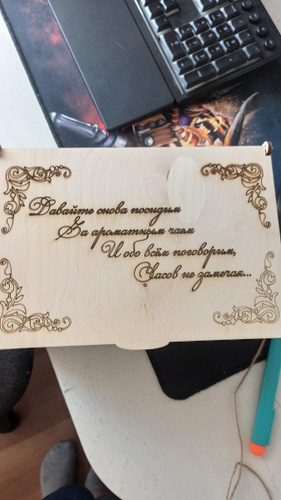 Давайте снова посидим
За ароматным чаем
И обо всём поговорим,
Часов не замечая...